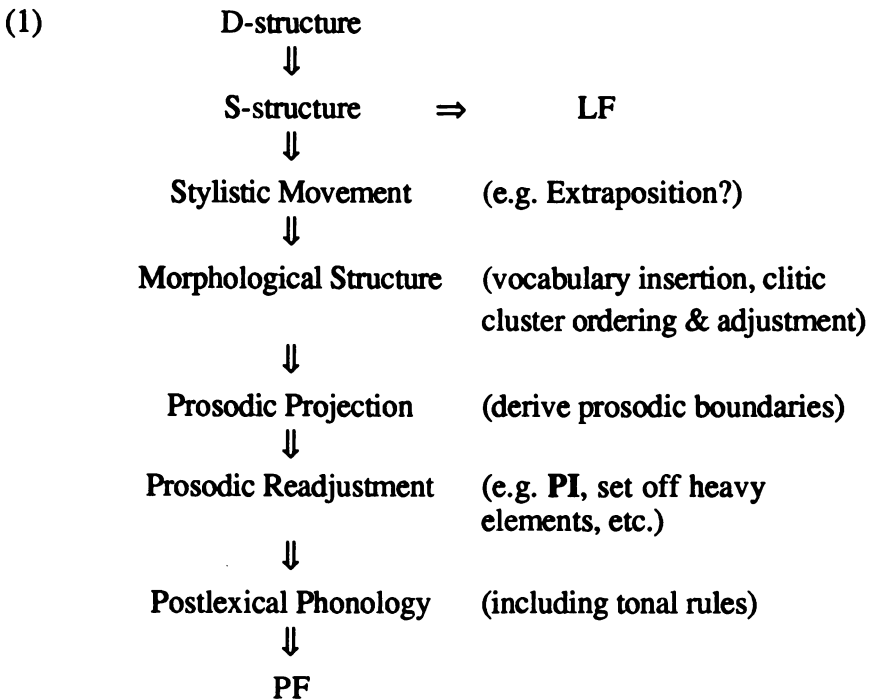 (1) D-structure
⇓
S-structure ⇒ LF
⇓
Stylistic Movement (e.g. Extraposition?)
⇓
Morphological Structure (vocabulary insertion, clitic
cluster ordering & adjustment)
⇓
Prosodic Projection (derive prosodic boundaries)
⇓
Prosodic Readjustment (e.g. PI, set off heavy
elements, etc.)
⇓
Postlexical Phonology (including tonal rules)
⇓
PF